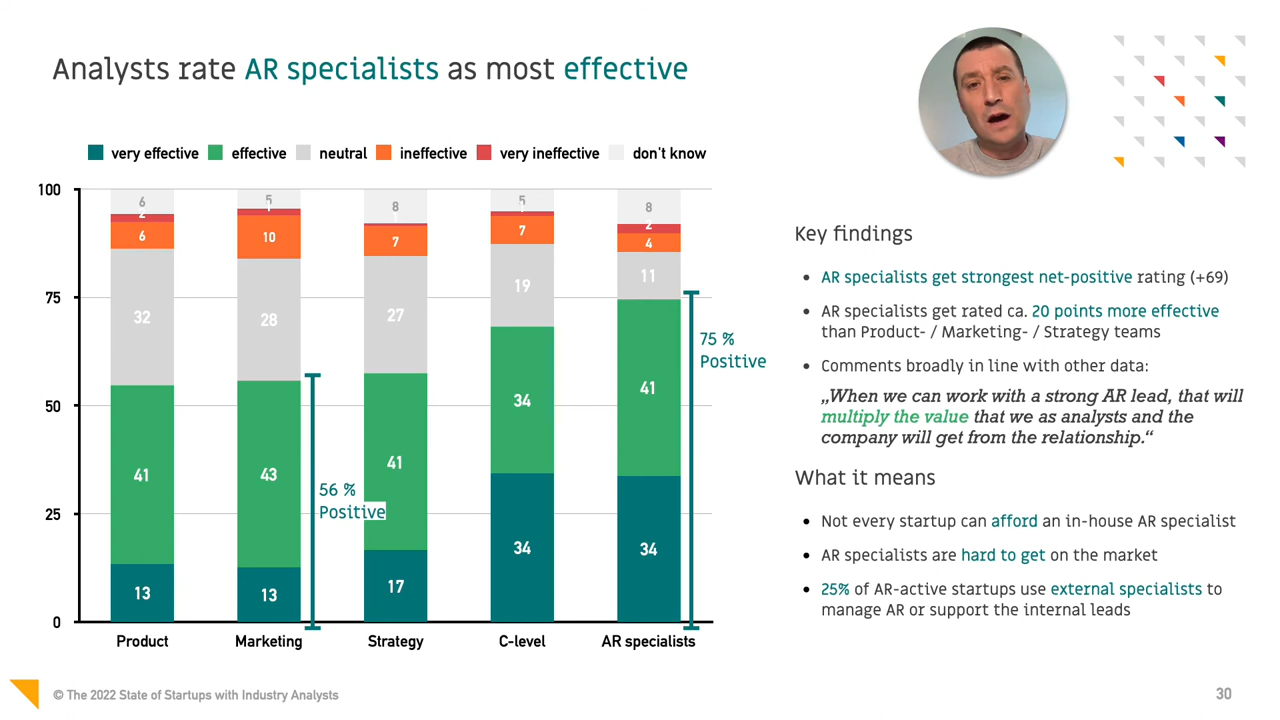 Analysts rate AR specialists as most effective
very effective effective neutral ineffective very ineffective don't know
100
75
50
25
0
6
2
6
32
41
13
5
1
10
28
43
13
56 %
Positive
8
1
7
27
41
17
5
1
7
19
34
34
8
2
4
11
41
34
75 %
Positive
Product Marketing Strategy C-level AR specialists
Key findings
• AR specialists get strongest net-positive rating (+69)
• AR specialists get rated ca. 20 points more effective
than Product- / Marketing- / Strategy teams
• Comments broadly in line with other data:
„When we can work with a strong AR lead, that will
multiply the value that we as analysts and the
company will get from the relationship.“
What it means
• Not every startup can afford an in-house AR specialist
• AR specialists are hard to get on the market
• 25% of AR-active startups use external specialists to
manage AR or support the internal leads
© The 2022 State of Startups with Industry Analysts
30